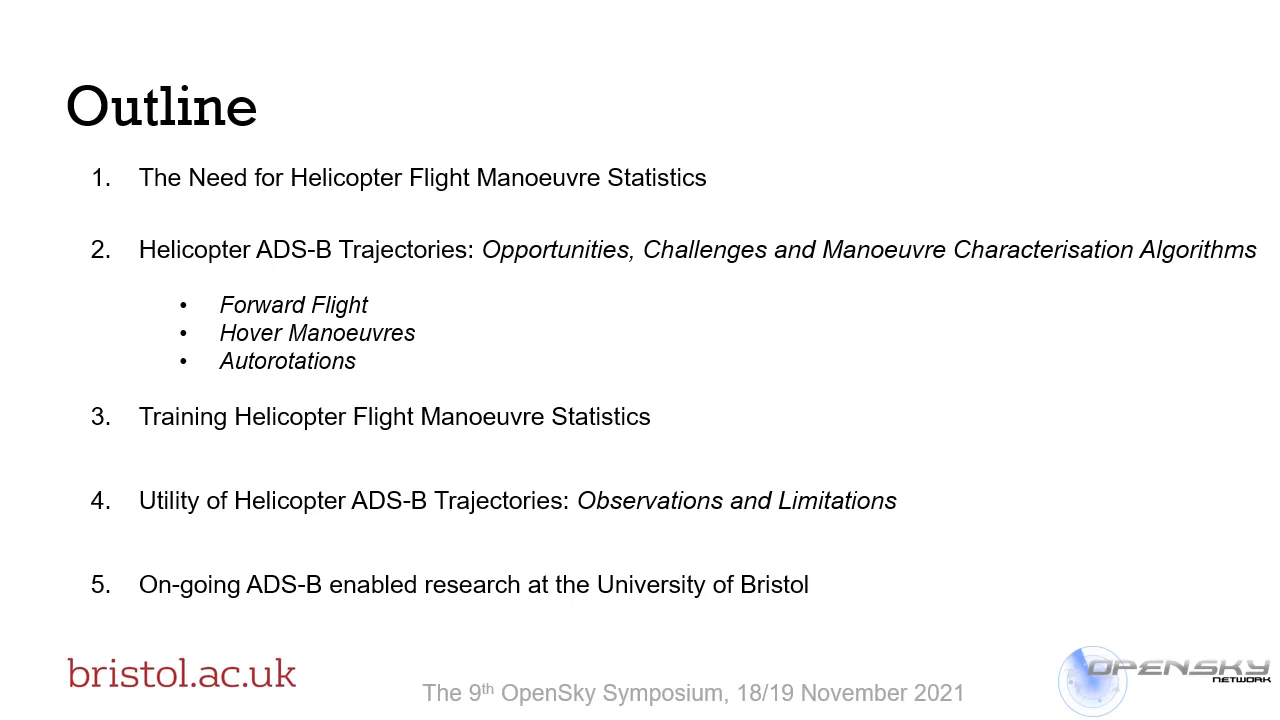 Outline
1. The Need for Helicopter Flight Manoeuvre Statistics
2. Helicopter ADS-B Trajectories: Opportunities, Challenges and Manoeuvre Characterisation Algorithms
• Forward Flight
• Hover Manoeuvres
• Autorotations
3. Training Helicopter Flight Manoeuvre Statistics
4. Utility of Helicopter ADS-B Trajectories: Observations and Limitations
5. On-going ADS-B enabled research at the University of Bristol
bristol.ac.uk
The 9th OpenSky Symposium, 18/19 November 2021
OPENSKY
NETWORK